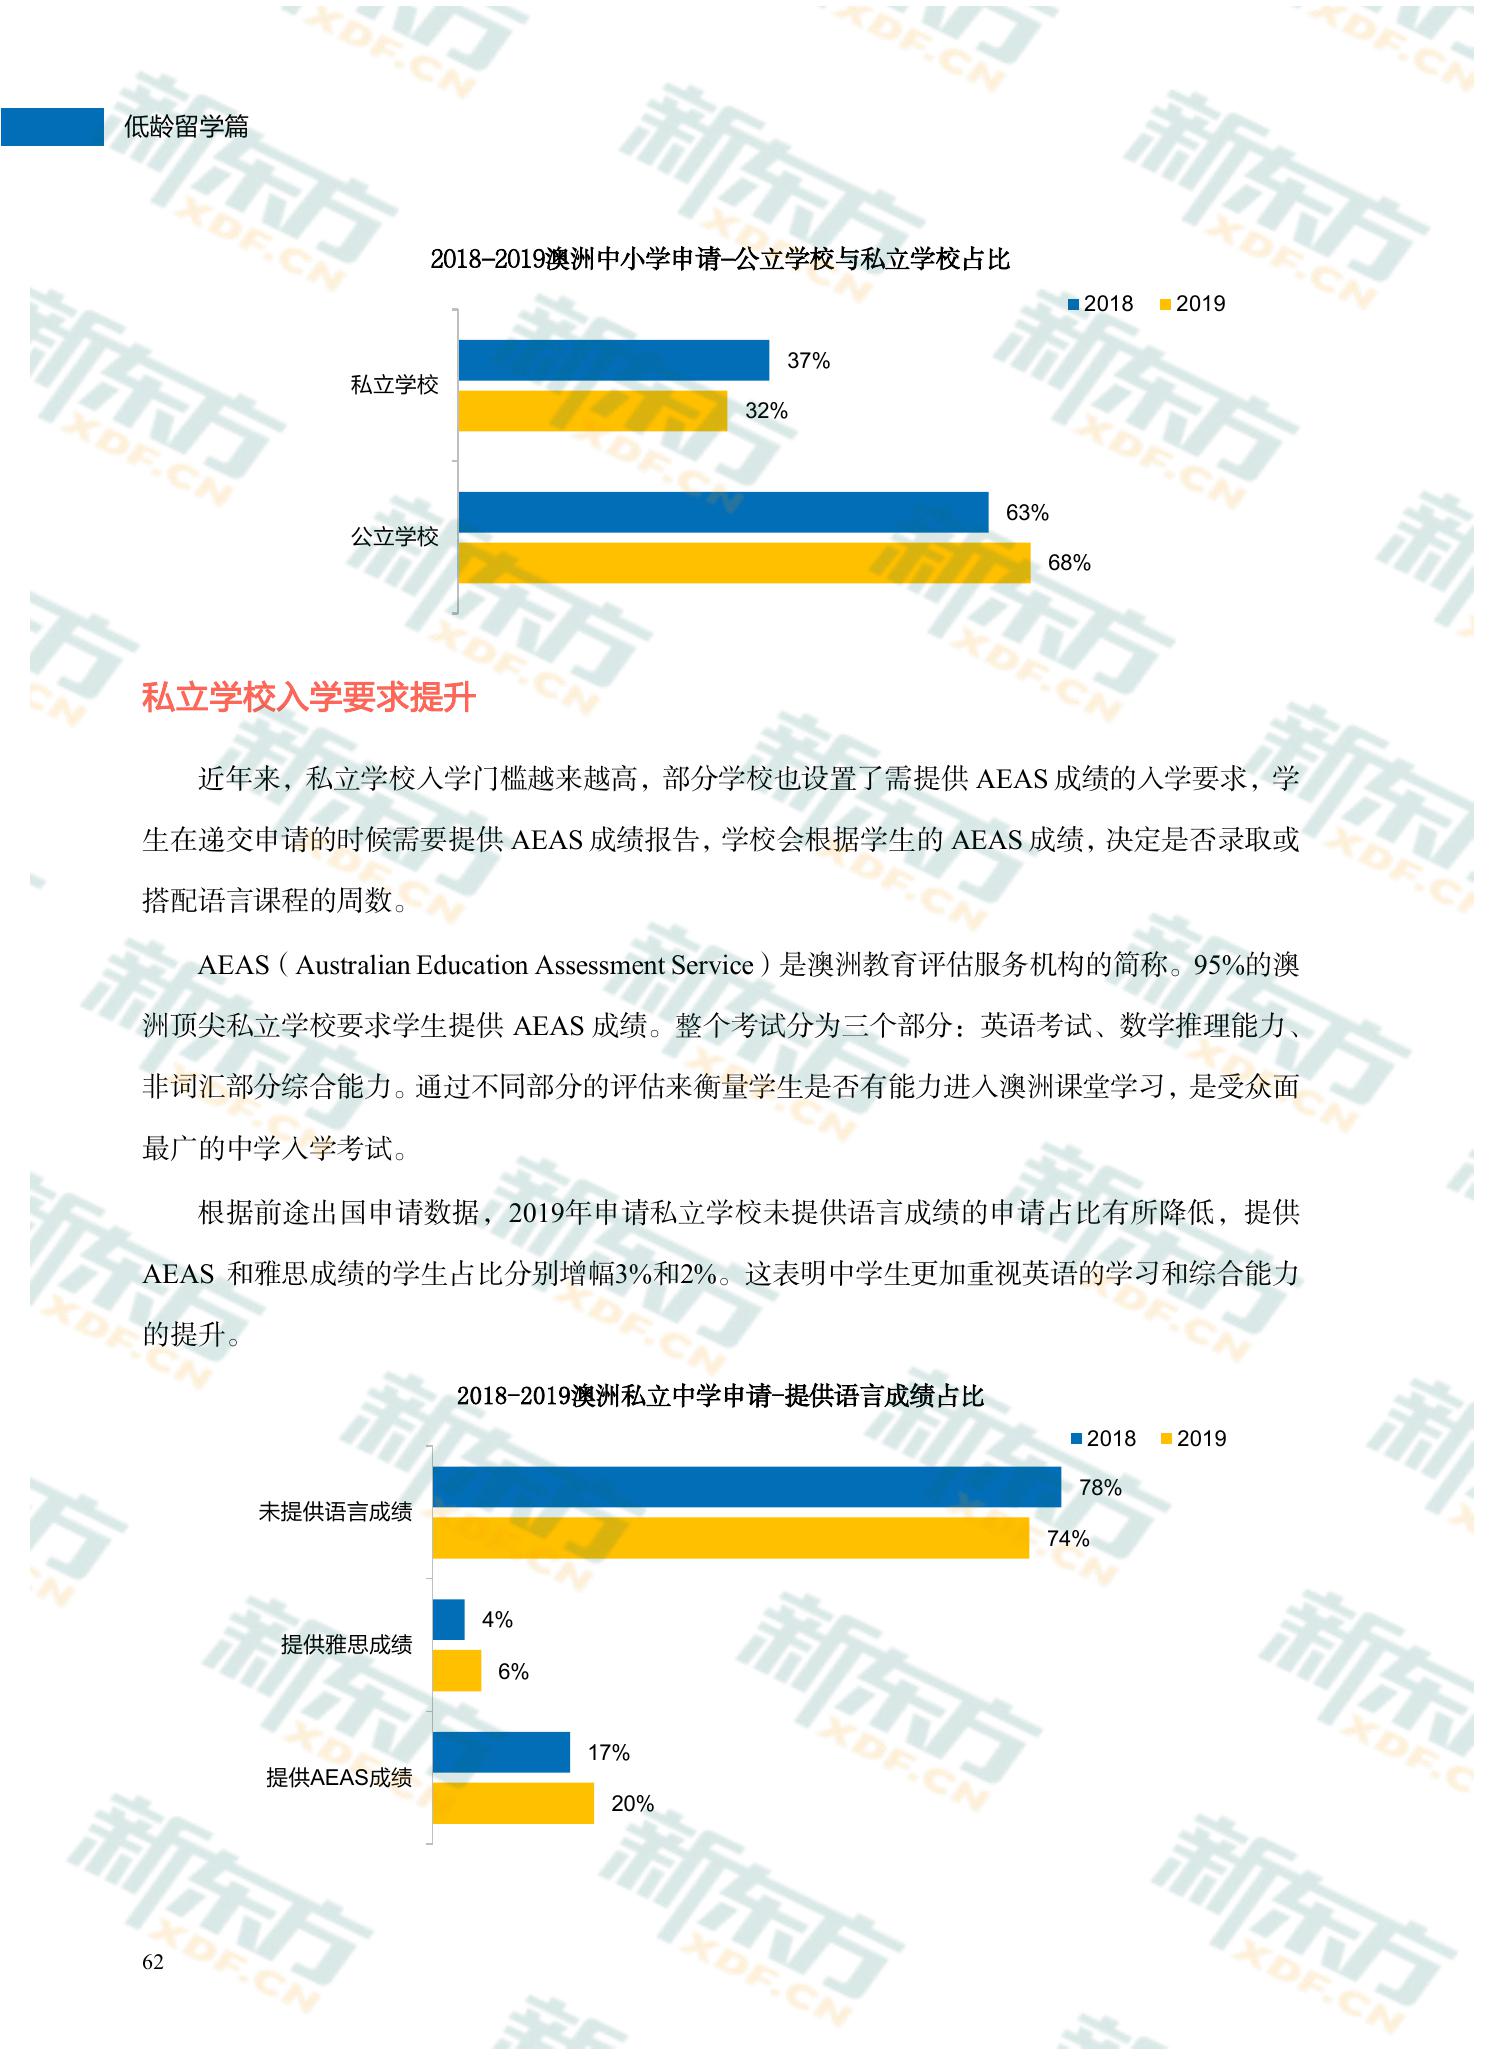 低龄留学篇
2018-2019澳洲中小学申请-公立学校与私立学校占比
2018 2019
私立学校
37%
32%
公立学校
63%
68%
私立学校入学要求提升
近年来，私立学校入学门槛越来越高，部分学校也设置了需提供 AEAS 成绩的入学要求，学
生在递交申请的时候需要提供 AEAS 成绩报告，学校会根据学生的 AEAS 成绩，决定是否录取或
搭配语言课程的周数。
AEAS（Australian Education Assessment Service）是澳洲教育评估服务机构的简称。95%的澳
洲顶尖私立学校要求学生提供 AEAS 成绩。整个考试分为三个部分：英语考试、数学推理能力、
非词汇部分综合能力。通过不同部分的评估来衡量学生是否有能力进入澳洲课堂学习，是受众面
最广的中学入学考试。
根据前途出国申请数据，2019年申请私立学校未提供语言成绩的申请占比有所降低，提供
AEAS 和雅思成绩的学生占比分别增幅3%和2%。这表明中学生更加重视英语的学习和综合能力
的提升。
2018-2019澳洲私立中学申请-提供语言成绩占比
2018 2019
未提供语言成绩
78%
74%
提供雅思成绩
4%
6%
提供AEAS成绩
17%
20%
62
新东方
XDF.CN